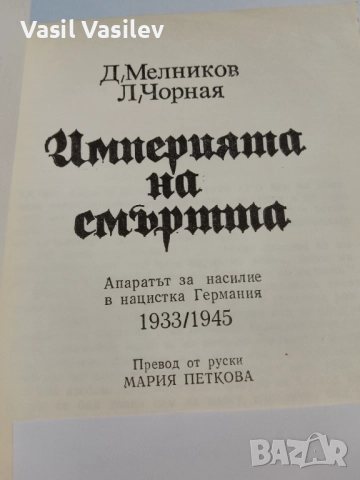 Vasil Vasilev
Д. Мелников
Л. Чорная
Империята
на
смъртта
Апаратът за насилие
в нацистка Германия
1933/1945
Превод от руски
МАРИЯ ПЕТКОВА
BAZAR